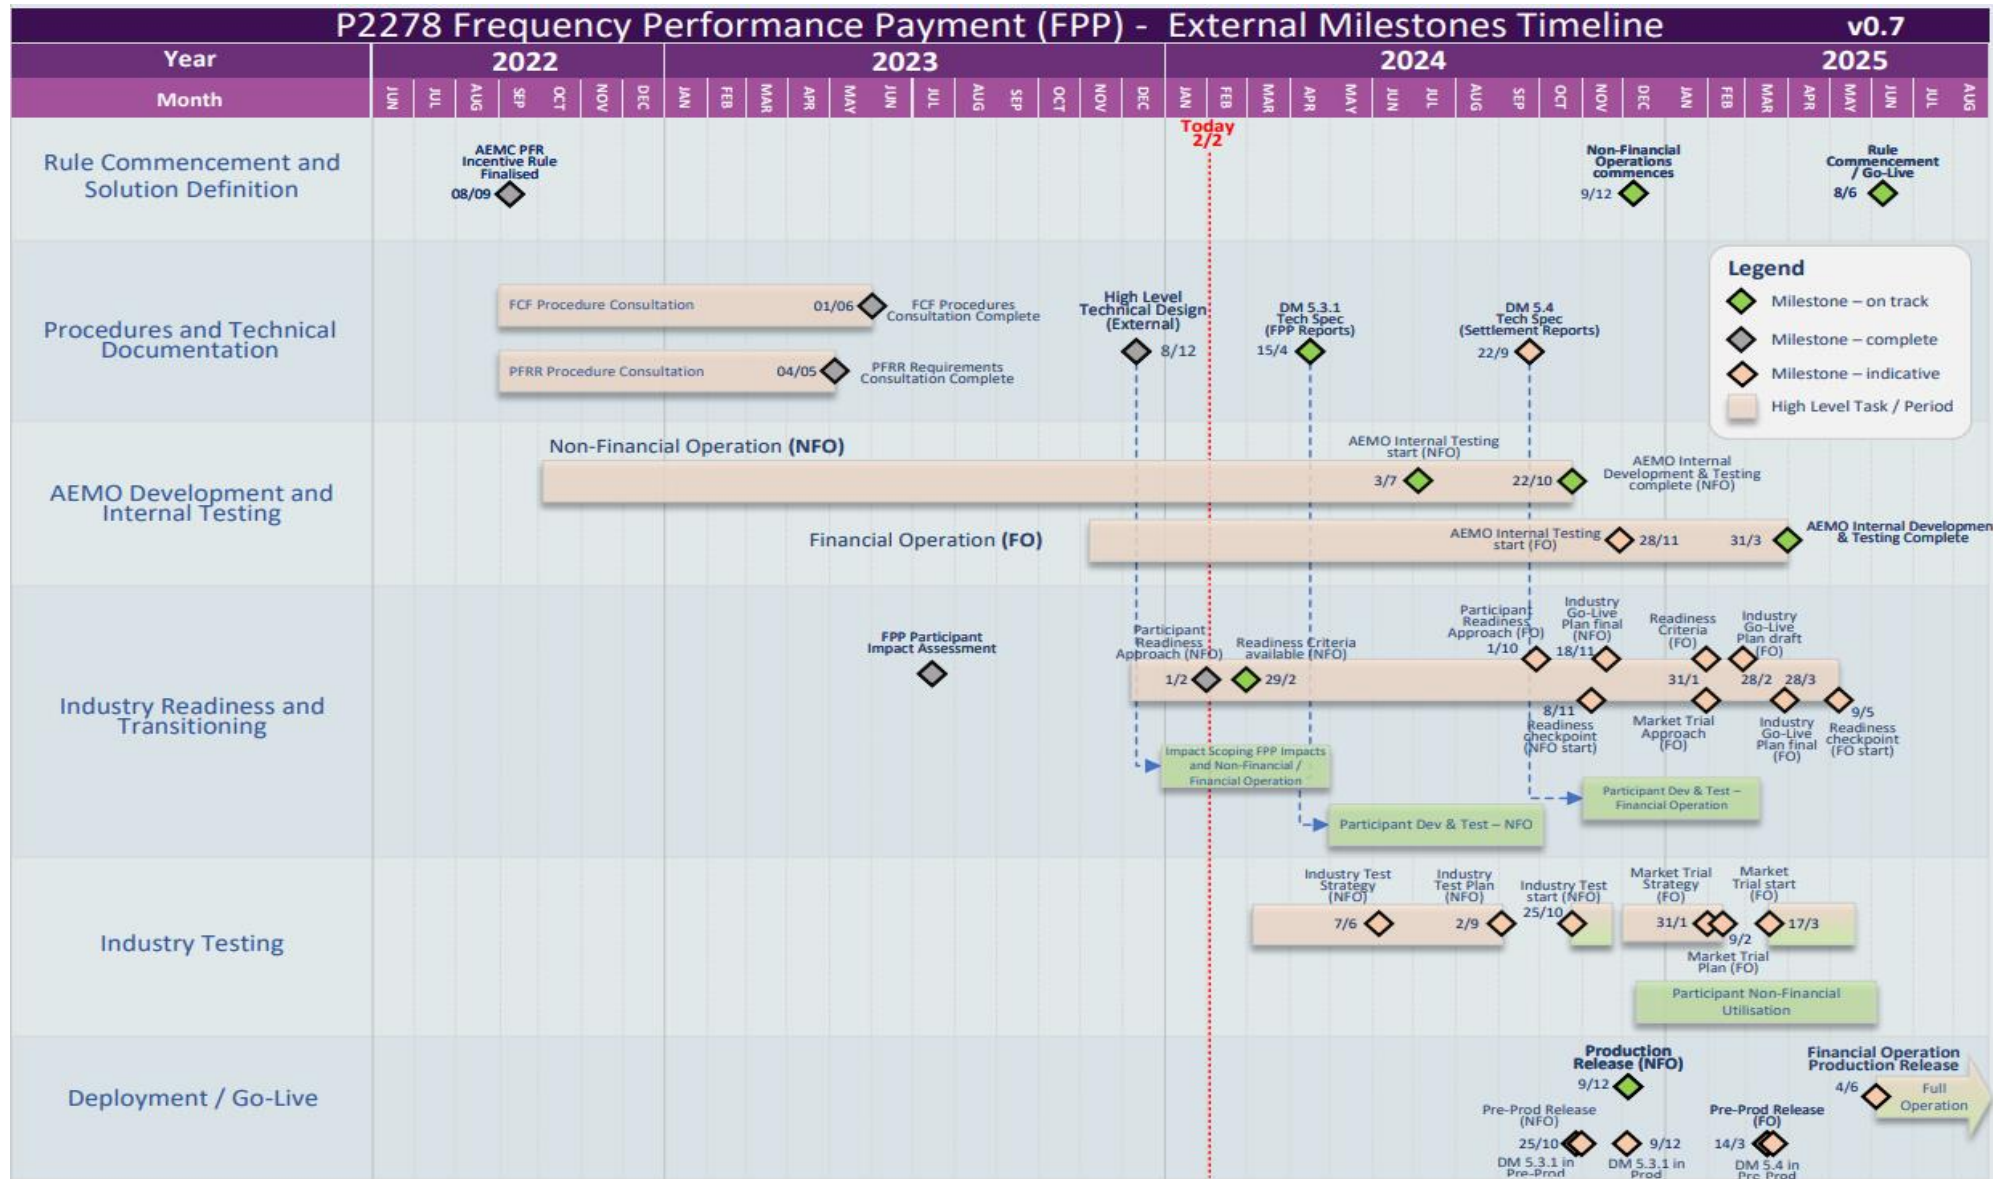 P2278 Frequency Performance Payment (FPP) - External Milestones Timeline v0.7
Year 2022 2023 2024 2025
Month JUN JUL AUG SEP OCT NOV DEC JAN FEB MAR APR MAY JUN JUL AUG SEP OCT NOV DEC JAN FEB MAR APR MAY JUN JUL AUG SEP OCT NOV DEC JAN FEB MAR APR MAY JUN JUL AUG
Today
2/2
Rule Commencement and
Solution Definition
AEMC PFR
Incentive Rule
Finalised
08/09
Non-Financial
Operations
commences
9/12
Rule
Commencement
/ Go-Live
8/6
Legend
Milestone – on track
Milestone – complete
Milestone – indicative
High Level Task / Period
Procedures and Technical
Documentation
FCF Procedure Consultation
01/06
FCF Procedures
Consultation Complete
PFRR Procedure Consultation
04/05
PFRR Requirements
Consultation Complete
High Level
Technical Design
(External)
8/12
DM 5.3.1
Tech Spec
(FPP Reports)
15/4
DM 5.4
Tech Spec
(Settlement Reports)
22/9
AEMO Development and
Internal Testing
Non-Financial Operation (NFO)
AEMO Internal Testing
start (NFO)
3/7
22/10
AEMO Internal
Development & Testing
complete (NFO)
Financial Operation (FO)
AEMO Internal Testing
start (FO)
28/11
31/3
AEMO Internal Developmen
& Testing Complete
Industry Readiness and
Transitioning
FPP Participant
Impact Assessment
Participant
Readiness
Approach (NFO)
1/2
Readiness Criteria
available (NFO)
29/2
Participant
Readiness
Approach (FO)
1/10
Industry
Go-Live
Plan final
(NFO)
18/11
Readiness
Criteria
(FO)
31/1
Industry
Go-Live
Plan draft
(FO)
28/2
28/3
8/11
Readiness
checkpoint
(NFO start)
Market Trial
Approach
(FO)
Industry
Go-Live
Plan final
(FO)
9/5
Readiness
checkpoint
(FO start)
Impact Scoping FPP Impacts
and Non-Financial /
Financial Operation
Participant Dev & Test –
Financial Operation
Participant Dev & Test – NFO
Industry Testing
Industry Test
Strategy
(NFO)
7/6
Industry
Test Plan
(NFO)
2/9
Industry Test
start (NFO)
25/10
Market Trial
Strategy
(FO)
31/1
9/2
Market Trial
Plan (FO)
Market
Trial start
(FO)
17/3
Participant Non-Financial
Utilisation
Deployment / Go-Live
Production
Release (NFO)
9/12
Financial Operation
Production Release
4/6
Full
Operation
Pre-Prod Release
(NFO)
25/10
DM 5.3.1 in
Pre-Prod
9/12
DM 5.3.1 in
Prod
Pre-Prod Release
(FO)
14/3
DM 5.4 in
Pre-Prod